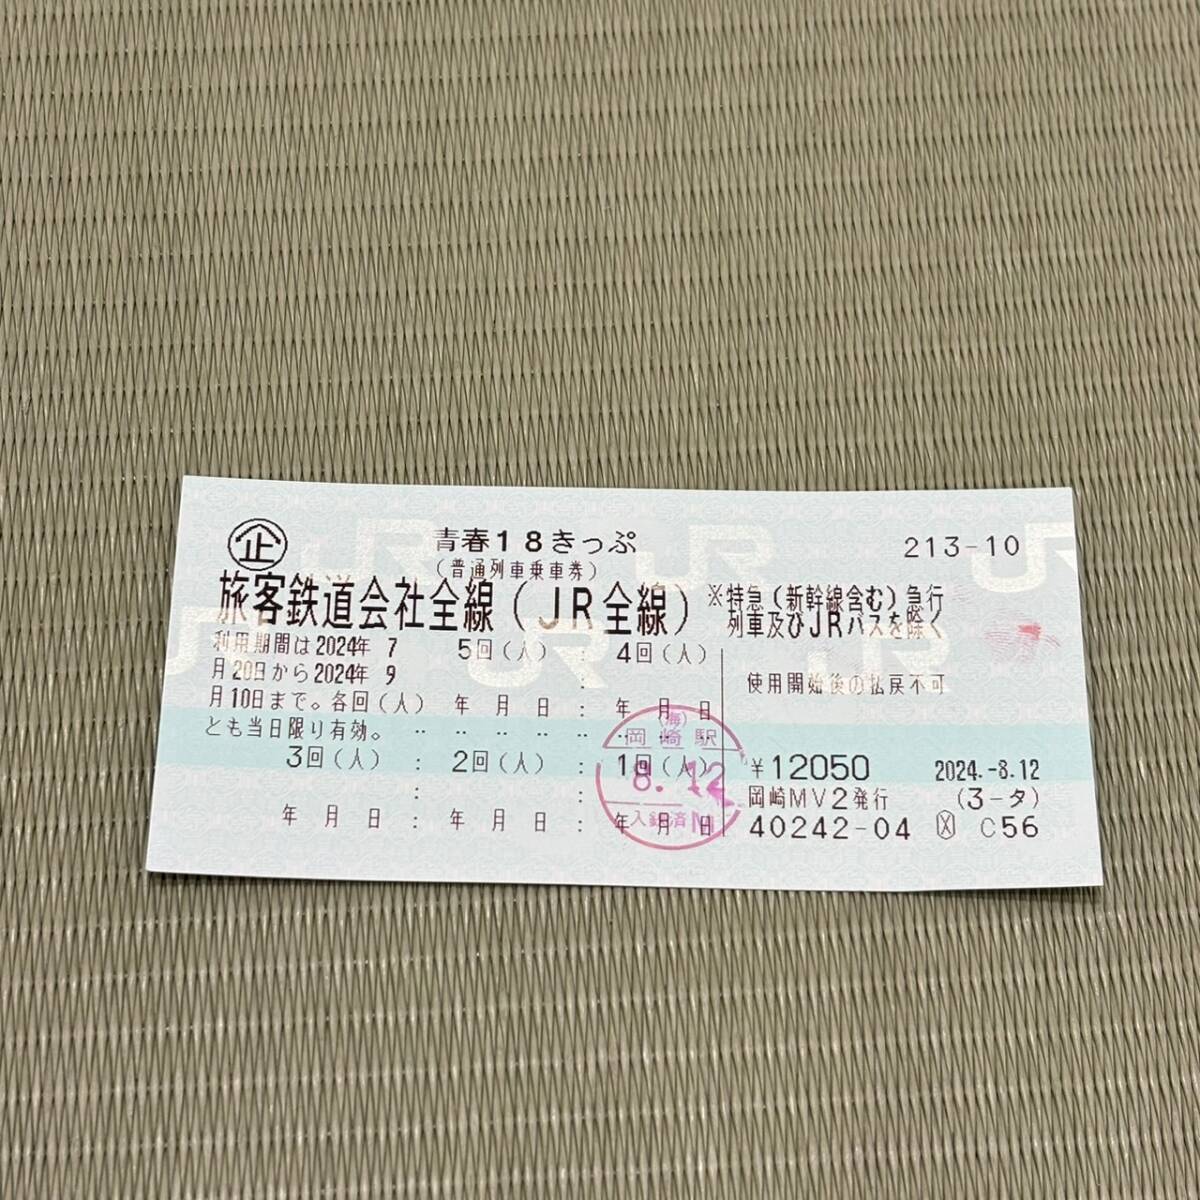 企 青春18きっぷ 213-10
(普通列車乗車券)
旅客鉄道会社全線(JR全線) ※特急(新幹線含む)急行
列車及びJRバスを除く
利用期間は2024年 7
月20日から2024年 9
月10日まで。各回(人)
とも当日限り有効。
5回(人) : 4回(人)
年 月 日 : 年 月 日
使用開始後の払戻不可
3回(人) : 2回(人) : 1回(人)
年 月 日 : 年 月 日 : 年 月 日
(海)
岡崎駅
8.12
入鋏済
¥12050 2024.-8.12
岡崎MV2発行 (3-タ)
40242-04 C56
JR
JR
JR
JR
JR